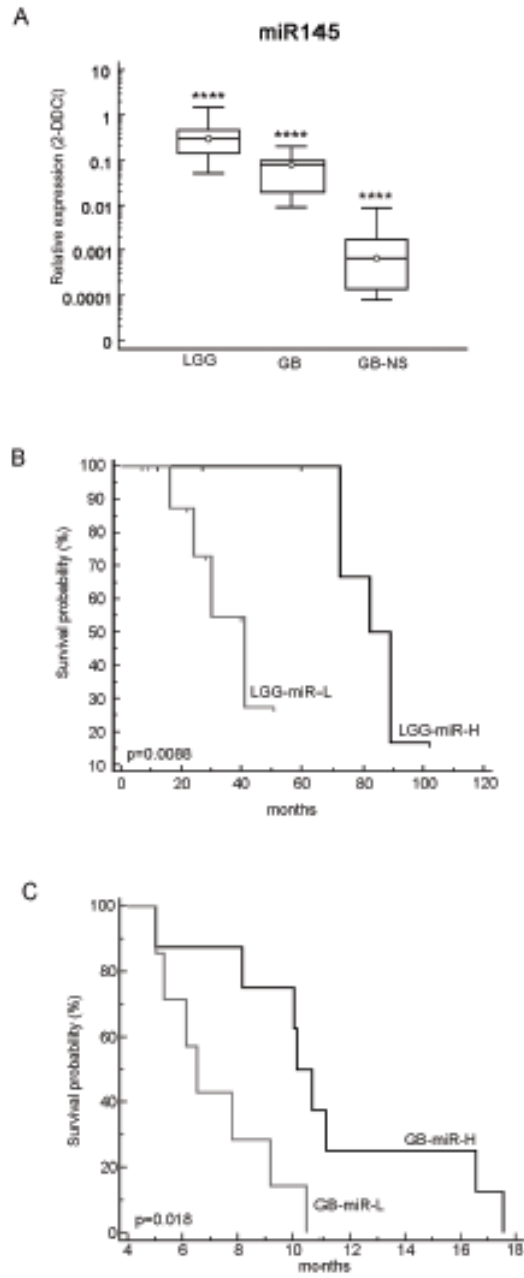 A
miR145
Relative expression (2-DDCt)
10
1
0.1
0.01
0.001
0.0001
0
****
****
****
LGG
GB
GB-NS
B
Survival probability (%)
100
90
80
70
60
50
40
30
20
10
LGG-miR-L
LGG-miR-H
p=0.0088
0
20
40
60
80
100
120
months
C
Survival probability (%)
100
80
60
40
20
0
GB-miR-H
GB-miR-L
p=0.018
4
6
8
10
12
14
16
18
months